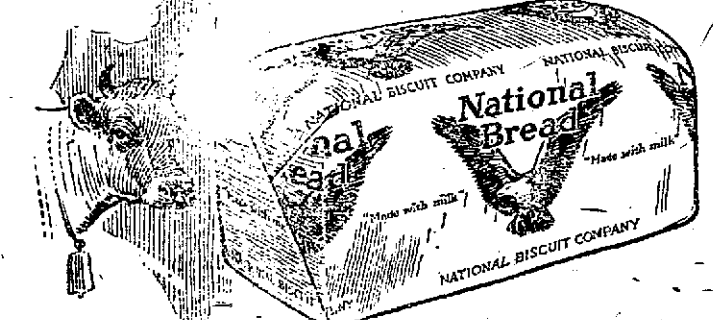 NATIONAL BISCUIT COMPANY
NATIONAL BISCUIT
National
Bread
"Made with milk"
NATIONAL BISCUIT COMPANY
nal
ead
"Made with milk"
N